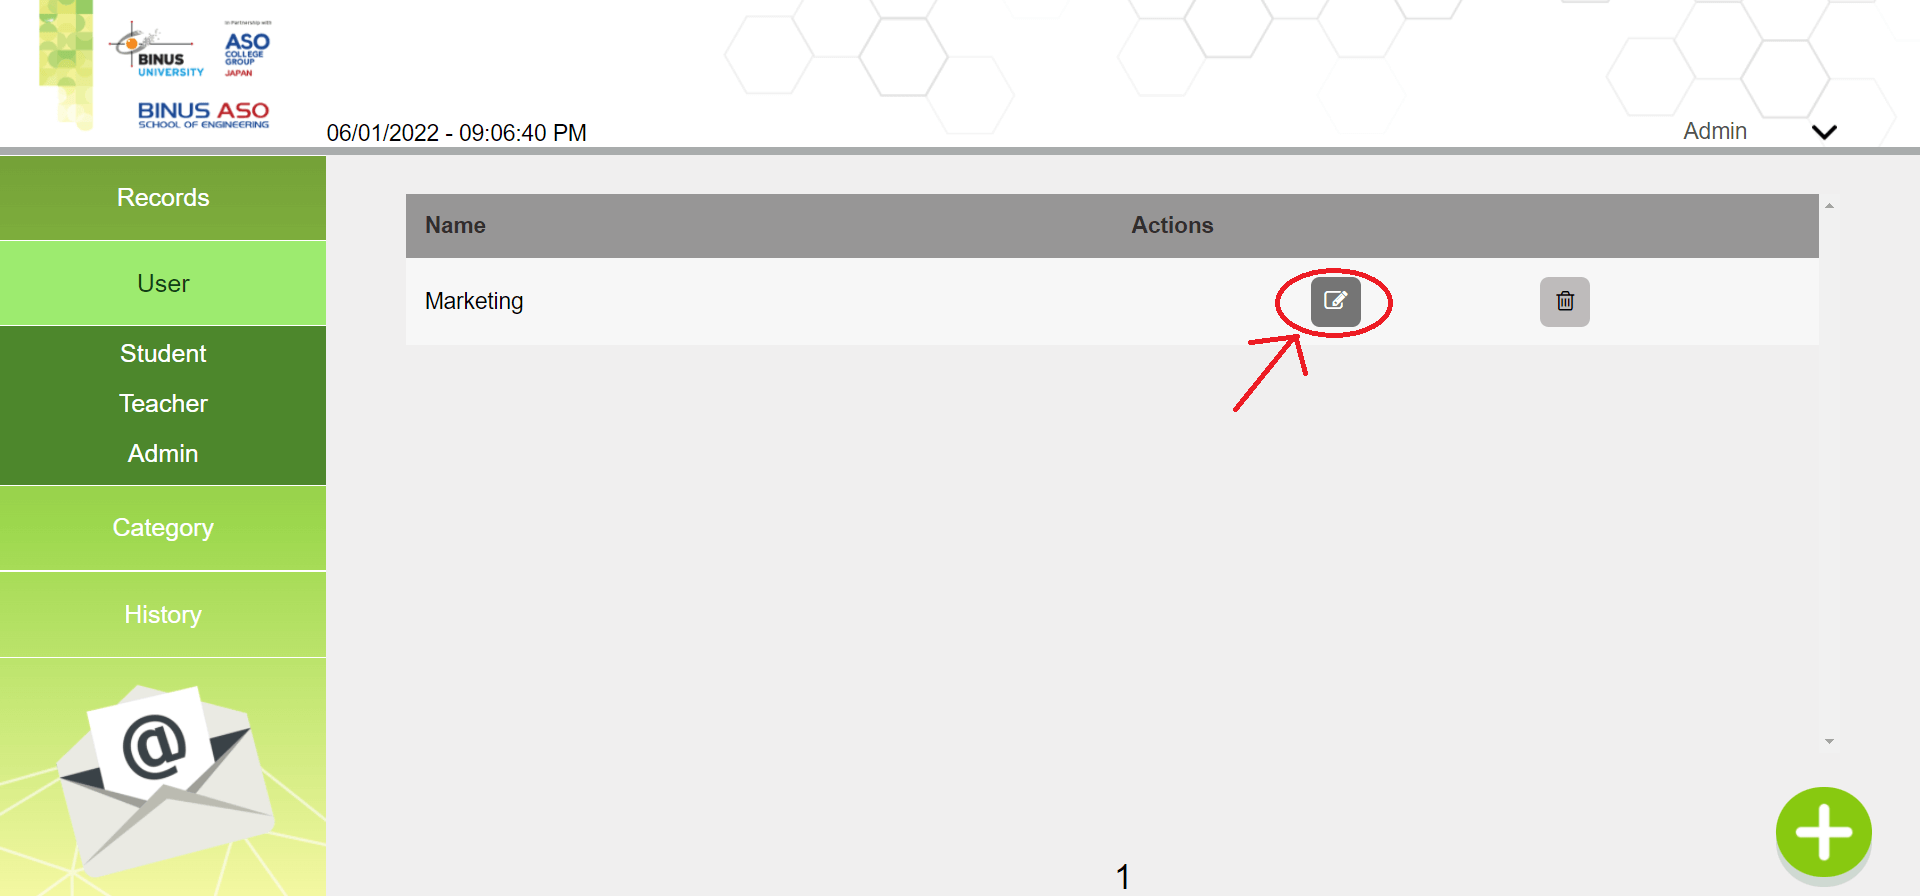 In Partnership with
BINUS
UNIVERSITY
ASO
COLLEGE
GROUP
JAPAN
BINUS ASO
SCHOOL OF ENGINEERING
06/01/2022 - 09:06:40 PM
Admin
Records
User
Student
Teacher
Admin
Category
History
Name Actions
Marketing
@
1